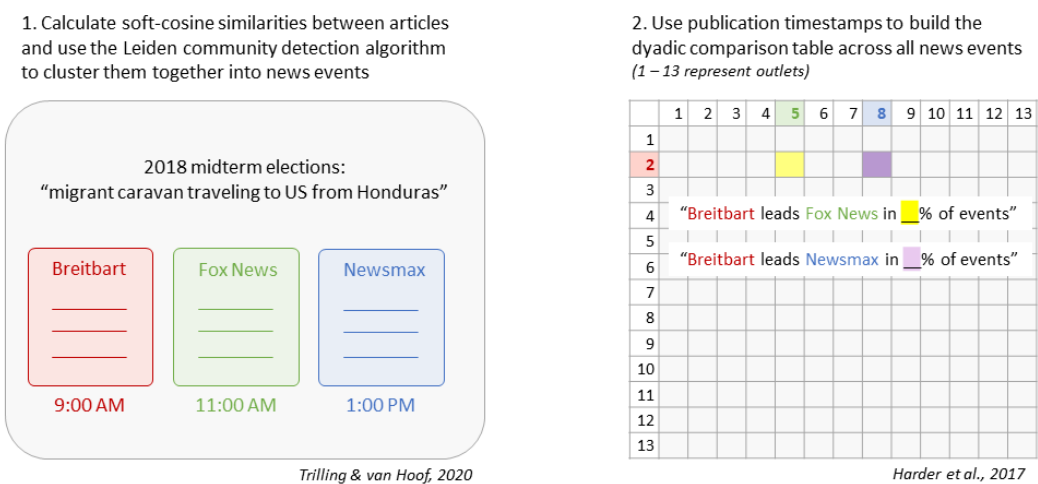 1. Calculate soft-cosine similarities between articles
and use the Leiden community detection algorithm
to cluster them together into news events
2018 midterm elections:
“migrant caravan traveling to US from Honduras”
Breitbart
Fox News
Newsmax
9:00 AM
11:00 AM
1:00 PM
Trilling & van Hoof, 2020
2. Use publication timestamps to build the
dyadic comparison table across all news events
(1 – 13 represent outlets)
1 2 3 4 5 6 7 8 9 10 11 12 13
1
2
3
4
“Breitbart leads Fox News in __% of events”
5
“Breitbart leads Newsmax in __% of events”
6
7
8
9
10
11
12
13
Harder et al., 2017